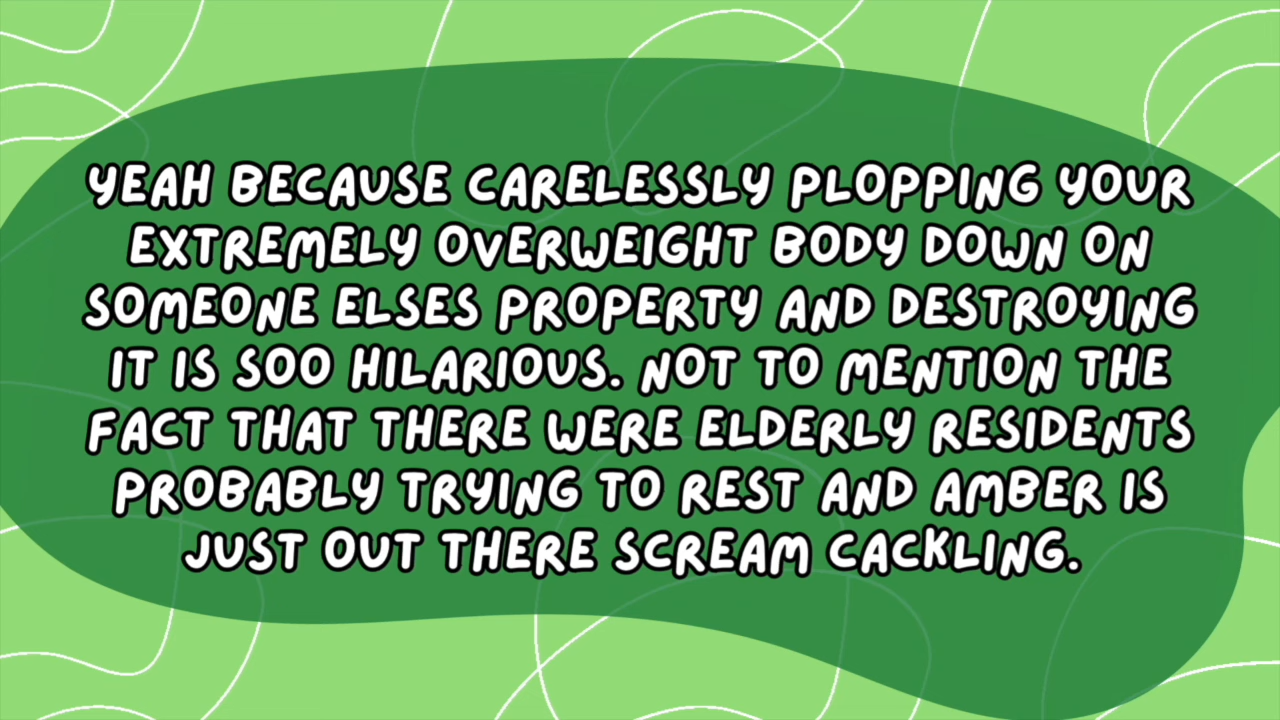 YEAH BECAUSE CARELESSLY PLOPPING YOUR
EXTREMELY OVERWEIGHT BODY DOWN ON
SOMEONE ELSES PROPERTY AND DESTROYING
IT IS SOO HILARIOUS. NOT TO MENTION THE
FACT THAT THERE WERE ELDERLY RESIDENTS
PROBABLY TRYING TO REST AND AMBER IS
JUST OUT THERE SCREAM CACKLING.